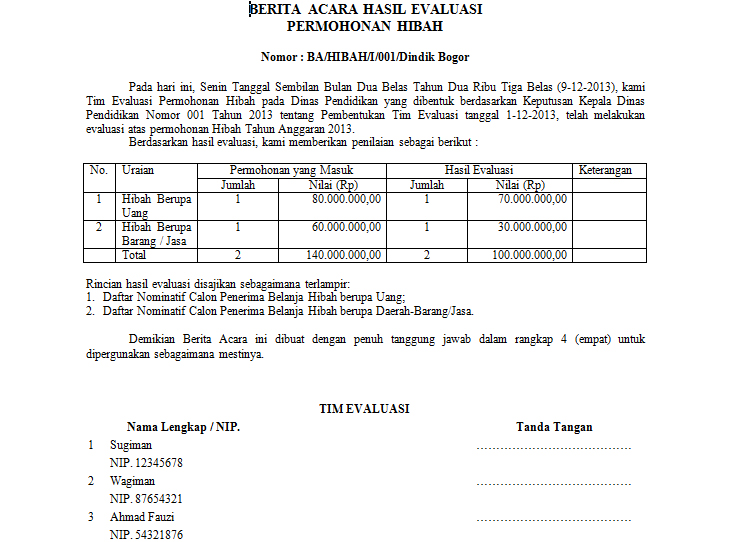 BERITA ACARA HASIL EVALUASI
PERMOHONAN HIBAH
Nomor : BA/HIBAH/I/001/Dindik Bogor
Pada hari ini, Senin Tanggal Sembilan Bulan Dua Belas Tahun Dua Ribu Tiga Belas (9-12-2013), kami
Tim Evaluasi Permohonan Hibah pada Dinas Pendidikan yang dibentuk berdasarkan Keputusan Kepala Dinas
Pendidikan Nomor 001 Tahun 2013 tentang Pembentukan Tim Evaluasi tanggal 1-12-2013, telah melakukan
evaluasi atas permohonan Hibah Tahun Anggaran 2013.
Berdasarkan hasil evaluasi, kami memberikan penilaian sebagai berikut :
No. Uraian Permohonan yang Masuk Hasil Evaluasi Keterangan
Jumlah Nilai (Rp) Jumlah Nilai (Rp)
1 Hibah Berupa 1 80.000.000,00 1 70.000.000,00
Uang
2 Hibah Berupa 1 60.000.000,00 1 30.000.000,00
Barang / Jasa
Total 2 140.000.000,00 2 100.000.000,00
Rincian hasil evaluasi disajikan sebagaimana terlampir:
1. Daftar Nominatif Calon Penerima Belanja Hibah berupa Uang;
2. Daftar Nominatif Calon Penerima Belanja Hibah berupa Daerah-Barang/Jasa.
Demikian Berita Acara ini dibuat dengan penuh tanggung jawab dalam rangkap 4 (empat) untuk
dipergunakan sebagaimana mestinya.
TIM EVALUASI
Nama Lengkap / NIP. Tanda Tangan
1 Sugiman ........................................
NIP. 12345678
2 Wagiman ........................................
NIP. 87654321
3 Ahmad Fauzi ........................................
NIP. 54321876